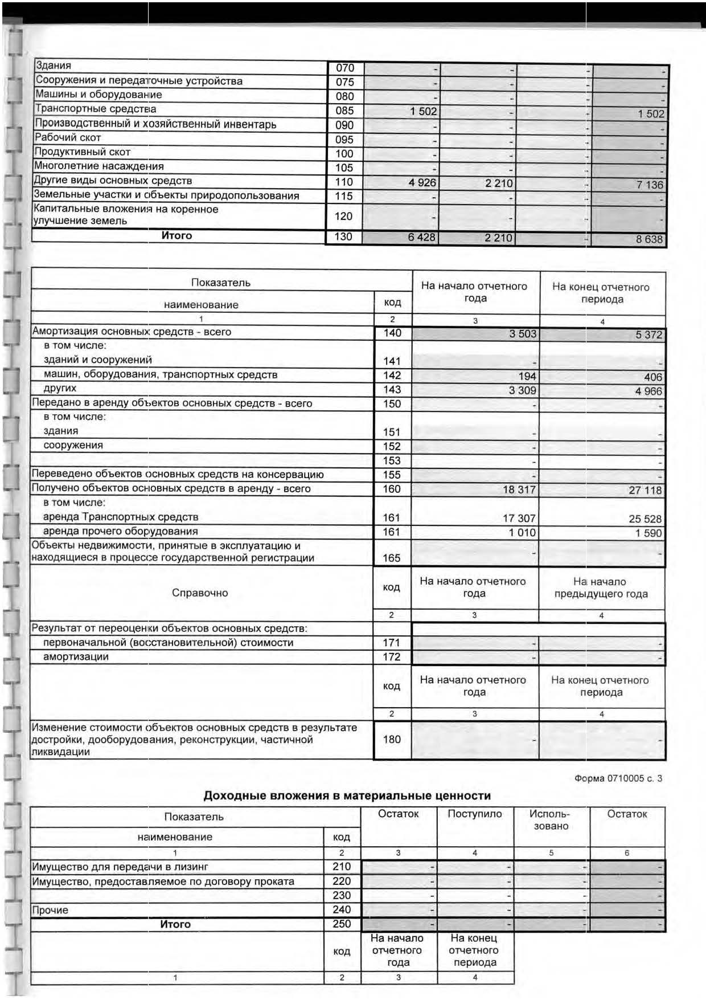 Здания 070 - - - -
Сооружения и передаточные устройства 075 - - - -
Машины и оборудование 080 - - - -
Транспортные средства 085 1 502 - - 1 502
Производственный и хозяйственный инвентарь 090 - - - -
Рабочий скот 095 - - - -
Продуктивный скот 100 - - - -
Многолетние насаждения 105 - - - -
Другие виды основных средств 110 4 926 2 210 - 7 136
Земельные участки и объекты природопользования 115 - - - -
Капитальные вложения на коренное
улучшение земель 120 - - - -
Итого 130 6 428 2 210 - 8 638
Показатель На начало отчетного года На конец отчетного периода
наименование код
1 2 3 4
Амортизация основных средств - всего 140 3 503 5 372
в том числе:
зданий и сооружений 141 - -
машин, оборудования, транспортных средств 142 194 406
других 143 3 309 4 966
Передано в аренду объектов основных средств - всего 150 - -
в том числе:
здания 151 - -
сооружения 152 - -
153 - -
Переведено объектов основных средств на консервацию 155 - -
Получено объектов основных средств в аренду - всего 160 18 317 27 118
в том числе:
аренда Транспортных средств 161 17 307 25 528
аренда прочего оборудования 161 1 010 1 590
Объекты недвижимости, принятые в эксплуатацию и
находящиеся в процессе государственной регистрации 165 - -
Справочно код На начало отчетного года На начало предыдущего года
2 3 4
Результат от переоценки объектов основных средств:
первоначальной (восстановительной) стоимости 171 - -
амортизации 172 - -
код На начало отчетного года На конец отчетного периода
2 3 4
Изменение стоимости объектов основных средств в результате
достройки, дооборудования, реконструкции, частичной 180 - -
ликвидации
Форма 0710005 с. 3
Доходные вложения в материальные ценности
Показатель Остаток Поступило Исполь-зовано Остаток
наименование код
1 2 3 4 5 6
Имущество для передачи в лизинг 210 - - - -
Имущество, предоставляемое по договору проката 220 - - - -
230 - - - -
Прочие 240 - - - -
Итого 250 - - - -
код На начало отчетного года На конец отчетного периода
1 2 3 4